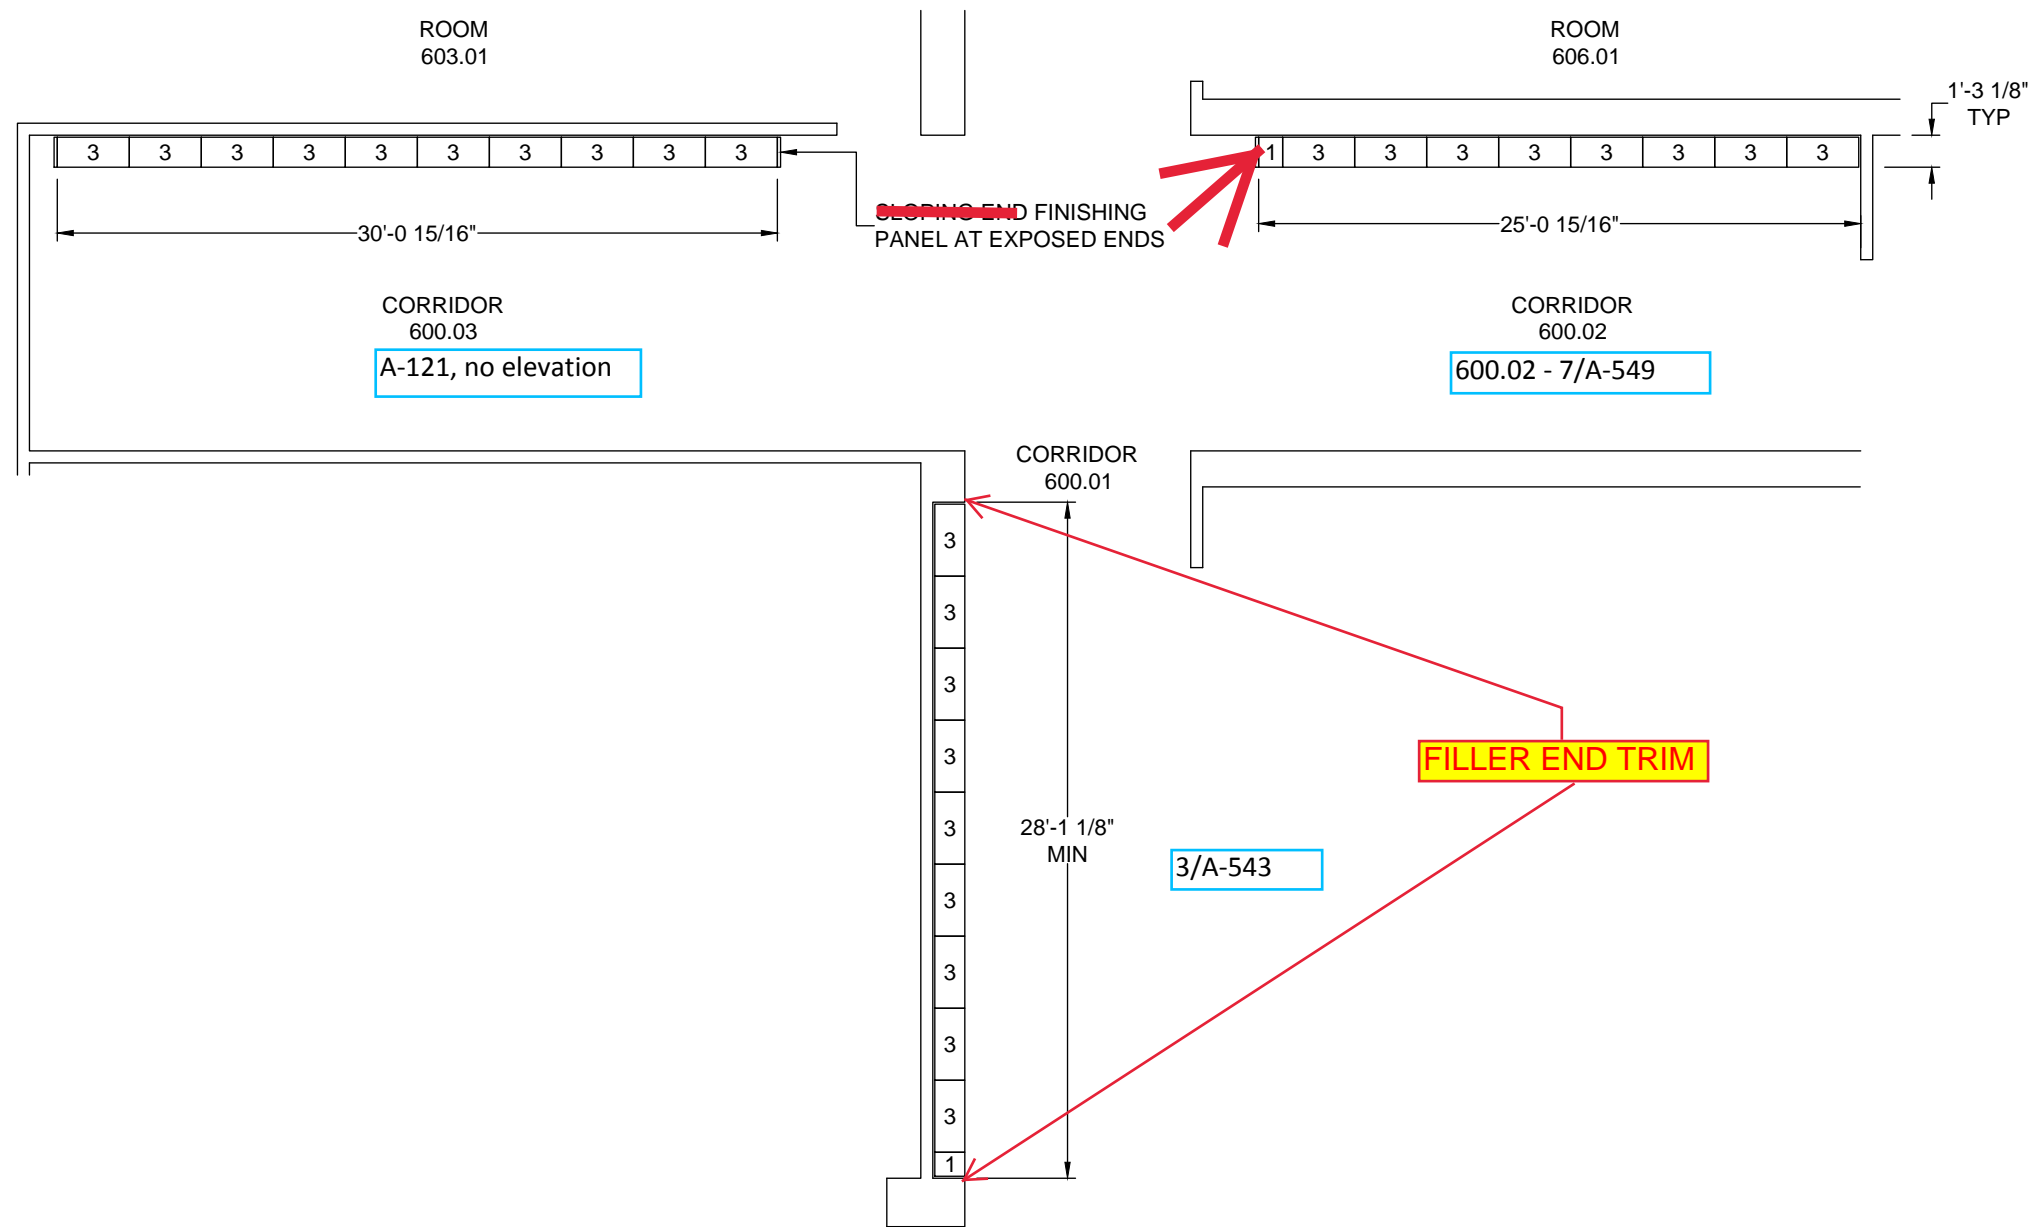 ROOM
603.01
ROOM
606.01
1'-3 1/8"
TYP
3 3 3 3 3 3 3 3 3 3
1 3 3 3 3 3 3 3 3
SLOPING END FINISHING
PANEL AT EXPOSED ENDS
30'-0 15/16"
25'-0 15/16"
CORRIDOR
600.03
A-121, no elevation
CORRIDOR
600.02
600.02 - 7/A-549
CORRIDOR
600.01
3
3
3
3
3
3
3
3
3
1
28'-1 1/8"
MIN
FILLER END TRIM
3/A-543